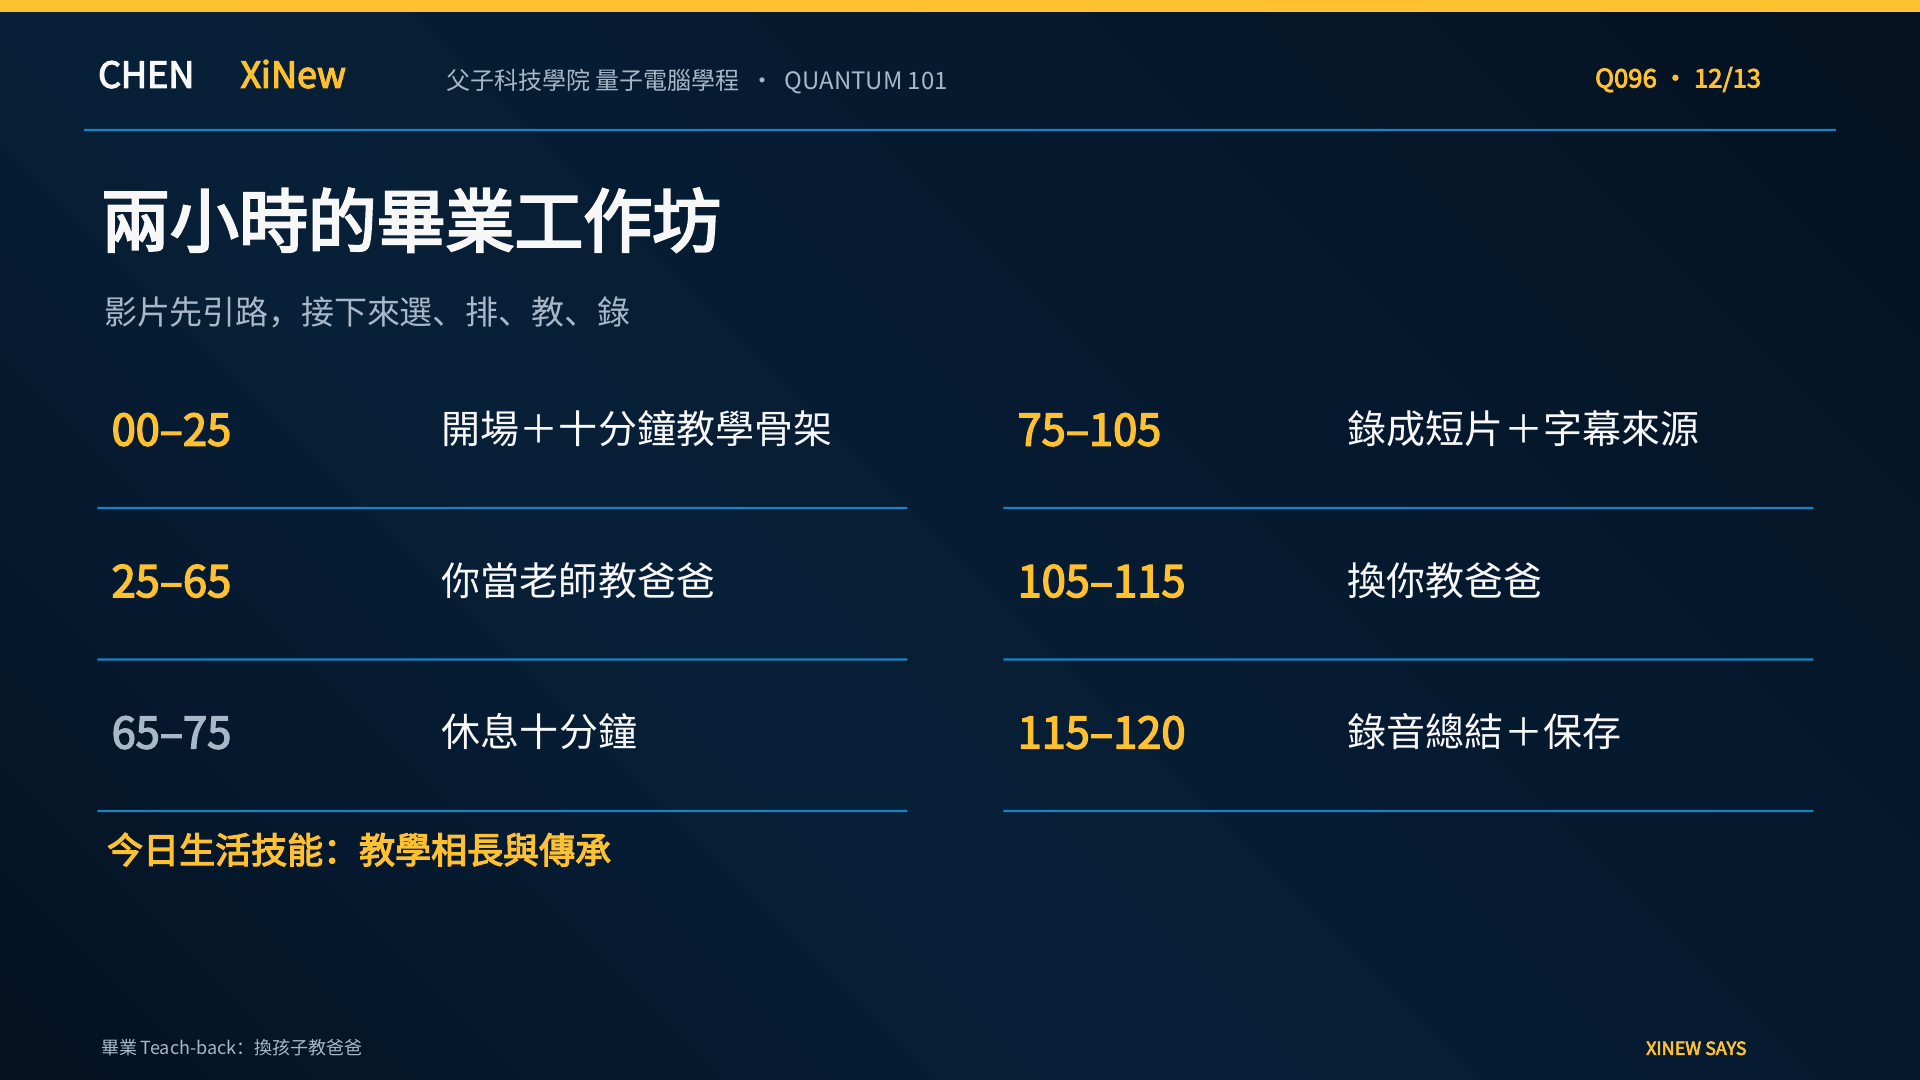 CHEN XiNew 父子科技學院 量子電腦學程 · QUANTUM 101 Q096 · 12/13
兩小時的畢業工作坊
影片先引路，接下來選、排、教、錄
00–25 開場＋十分鐘教學骨架
25–65 你當老師教爸爸
65–75 休息十分鐘
75–105 錄成短片＋字幕來源
105–115 換你教爸爸
115–120 錄音總結＋保存
今日生活技能：教學相長與傳承
畢業 Teach-back：換孩子教爸爸 XINEW SAYS